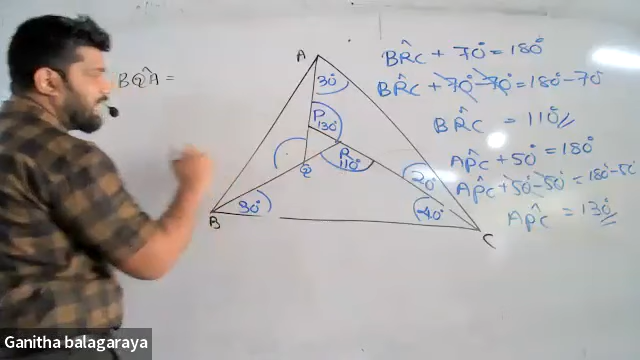 BQ̂A =
A
30°
P
130°
R
110°
Q
20°
30°
40°
B
C
BR̂C + 70° = 180°
BR̂C + 70° - 70° = 180 - 70°
BR̂C = 110°
AP̂C + 50° = 180°
AP̂C + 50° - 50° = 180 - 50
AP̂C = 130°
Ganitha balagaraya